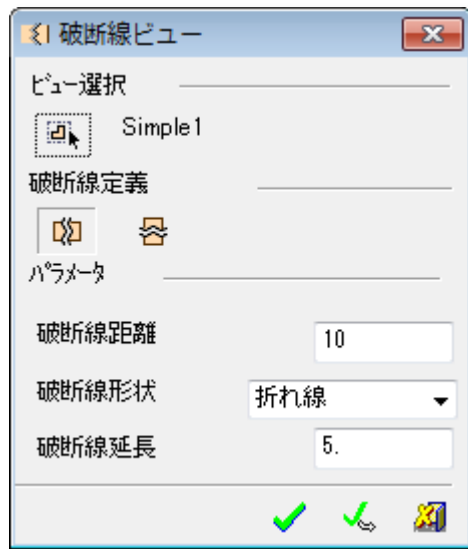 破断線ビュー
ﾋﾞｭｰ選択
Simple1
破断線定義
ﾊﾟﾗﾒｰﾀ
破断線距離 10
破断線形状 折れ線
破断線延長 5.